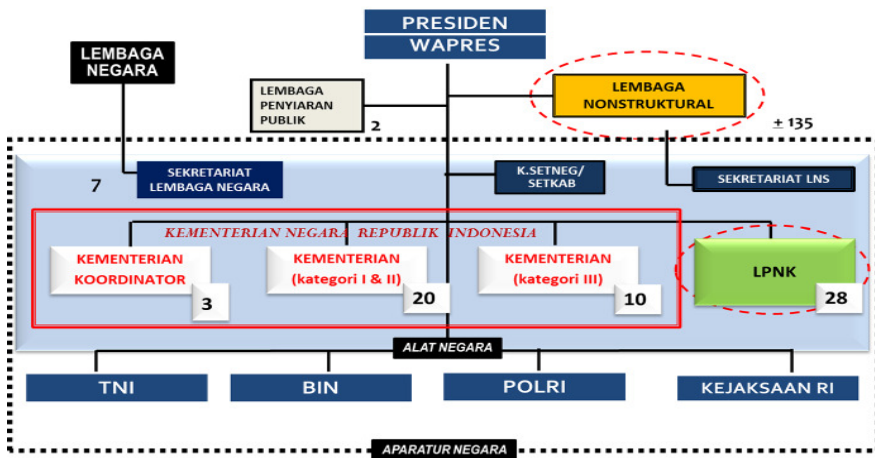 PRESIDEN
WAPRES
LEMBAGA
NEGARA
LEMBAGA
PENYIARAN
PUBLIK
2
LEMBAGA
NONSTRUKTURAL
± 135
7
SEKRETARIAT
LEMBAGA NEGARA
K.SETNEG/
SETKAB
SEKRETARIAT LNS
KEMENTERIAN NEGARA REPUBLIK INDONESIA
KEMENTERIAN
KOORDINATOR
3
KEMENTERIAN
(kategori I & II)
20
KEMENTERIAN
(kategori III)
10
LPNK
28
ALAT NEGARA
TNI
BIN
POLRI
KEJAKSAAN RI
APARATUR NEGARA